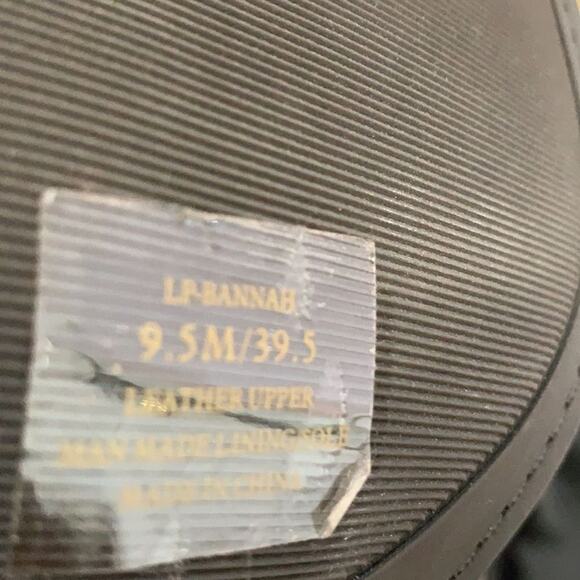 LP-BANNAH
9.5M/39.5
LEATHER UPPER
MAN MADE LINING SOLE
MADE IN CHINA